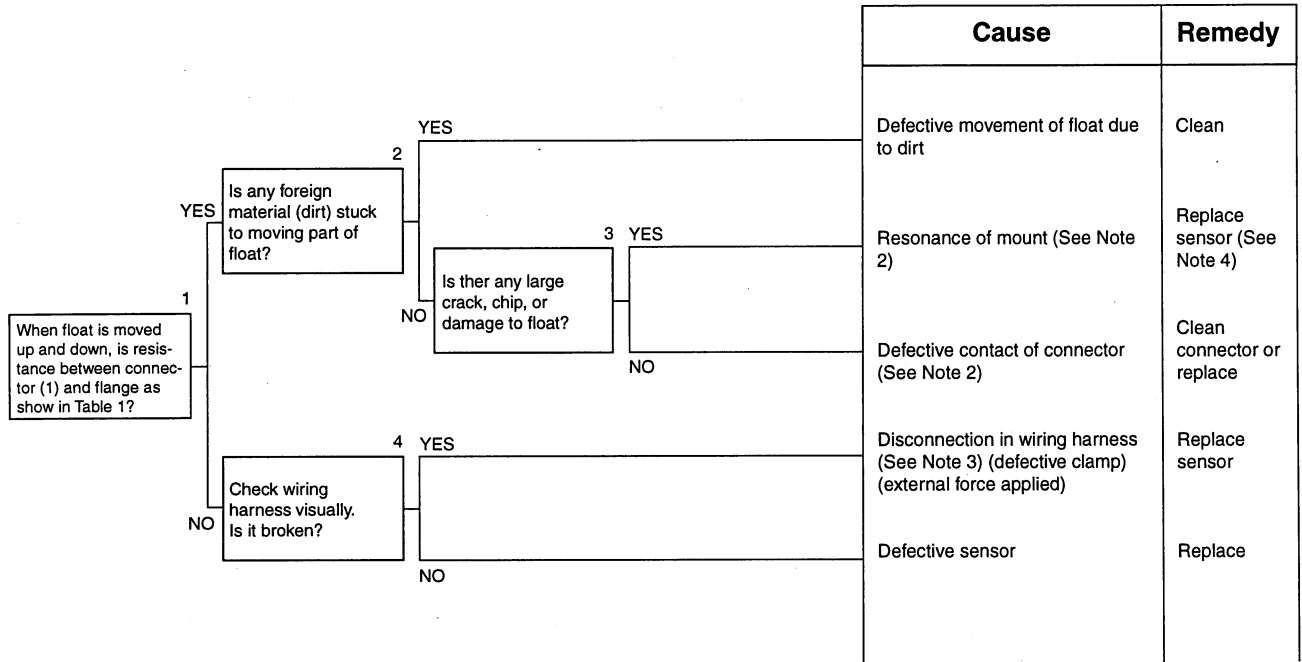 Cause
Remedy
YES
Defective movement of float due
to dirt
Clean
2
Is any foreign
material (dirt) stuck
to moving part of
float?
YES
3
YES
Resonance of mount (See Note
2)
Replace
sensor (See
Note 4)
Is ther any large
crack, chip, or
damage to float?
NO
1
When float is moved
up and down, is resis-
tance between connec-
tor (1) and flange as
show in Table 1?
NO
Defective contact of connector
(See Note 2)
Clean
connector or
replace
4
YES
Disconnection in wiring harness
(See Note 3) (defective clamp)
(external force applied)
Replace
sensor
Check wiring
harness visually.
Is it broken?
NO
NO
Defective sensor
Replace